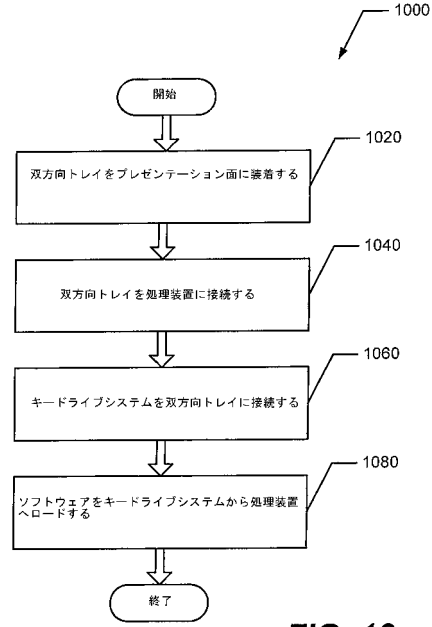 1000
開始
双方向トレイをプレゼンテーション面に装着する
1020
双方向トレイを処理装置に接続する
1040
キードライブシステムを双方向トレイに接続する
1060
ソフトウェアをキードライブシステムから処理装置
へロードする
1080
終了